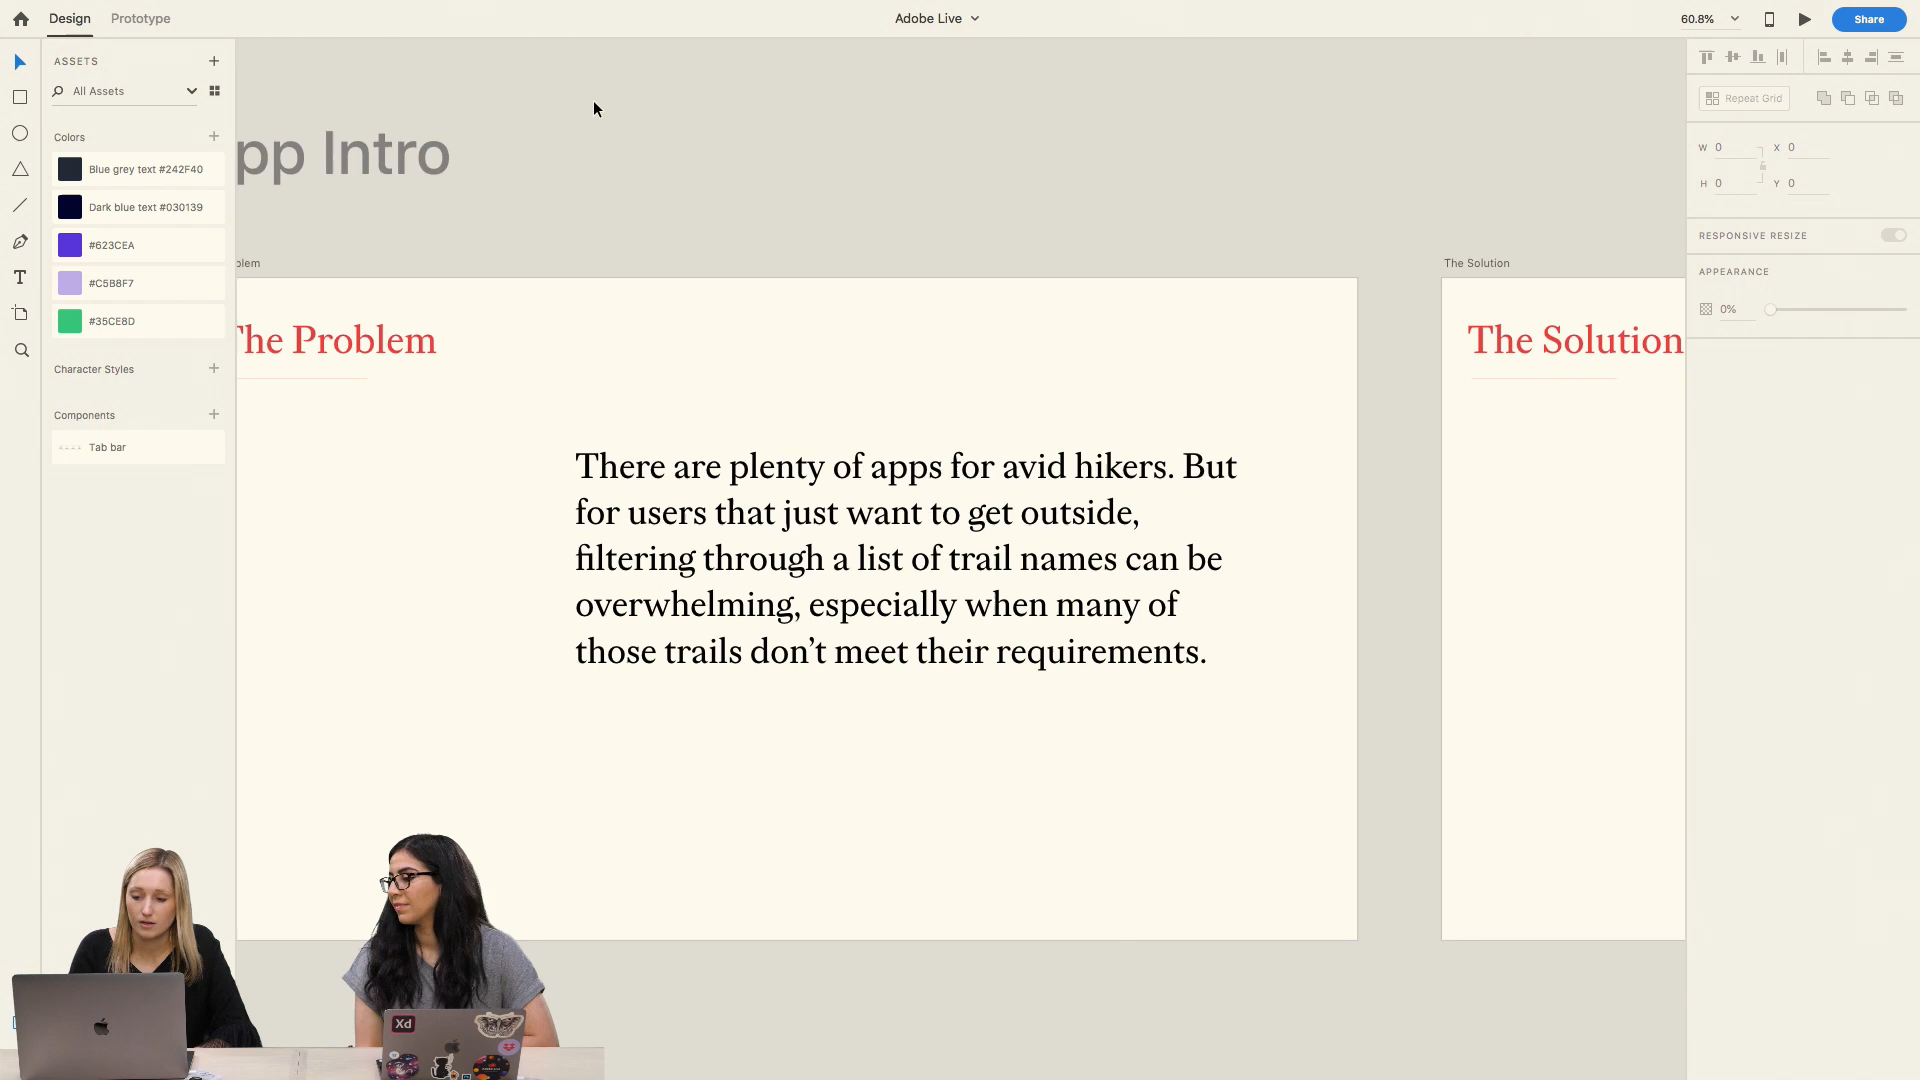 Design
Prototype
Adobe Live
60.8%
Share
ASSETS
All Assets
Colors
Blue grey text #242F40
Dark blue text #030139
#623CEA
#C5B8F7
#35CE8D
Character Styles
Components
Tab bar
pp Intro
blem
The Problem
There are plenty of apps for avid hikers. But
for users that just want to get outside,
filtering through a list of trail names can be
overwhelming, especially when many of
those trails don’t meet their requirements.
The Solution
The Solution
Repeat Grid
W 0
X 0
H 0
Y 0
RESPONSIVE RESIZE
APPEARANCE
0%
Xd